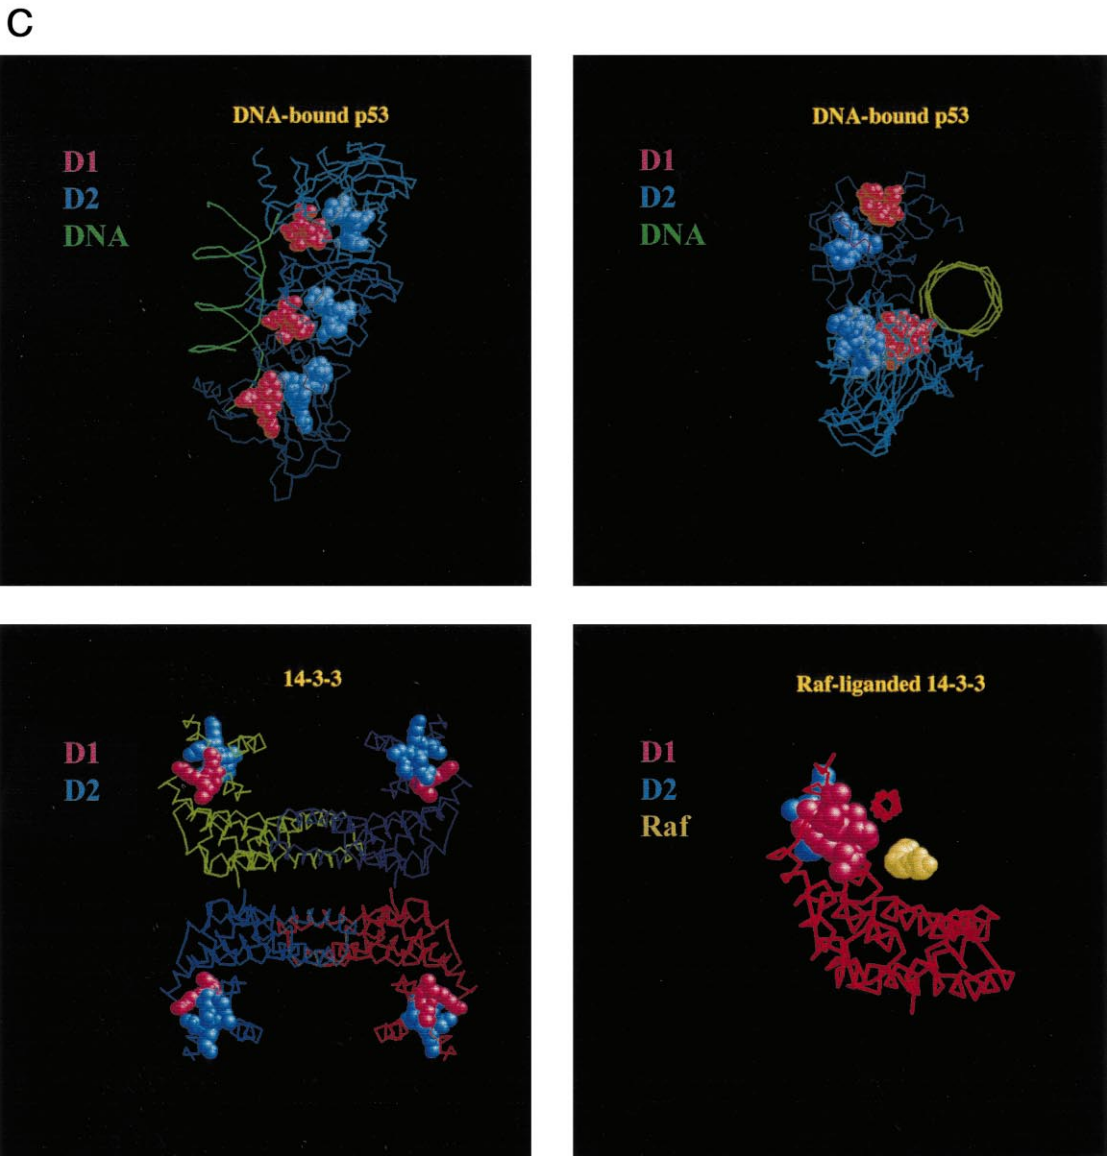 C
DNA-bound p53
D1
D2
DNA
DNA-bound p53
D1
D2
DNA
14-3-3
D1
D2
Raf-liganded 14-3-3
D1
D2
Raf